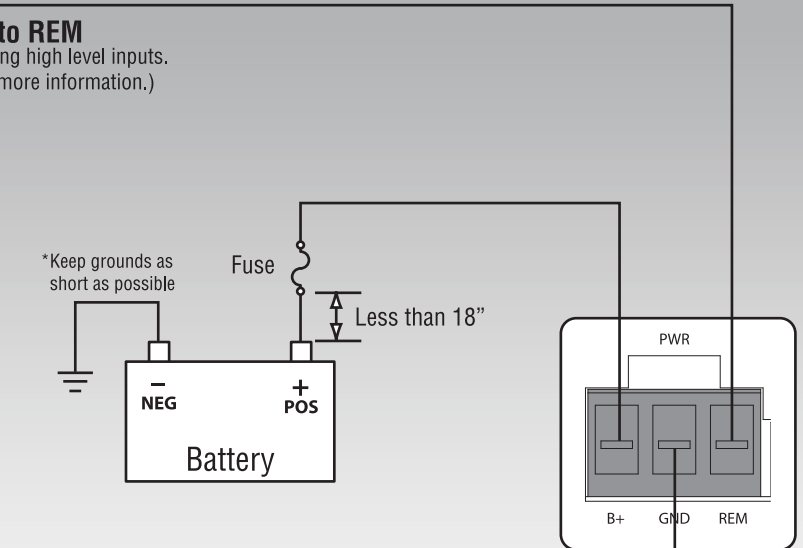 to REM
ng high level inputs.
more information.)
*Keep grounds as
short as possible
Fuse
Less than 18”
PWR
–
NEG
+
POS
Battery
B+ GND REM